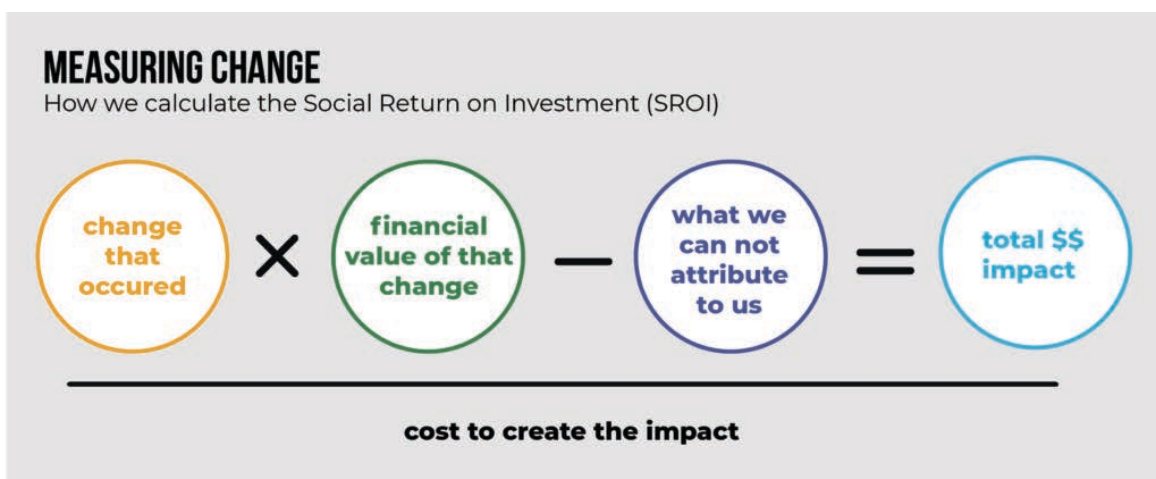 MEASURING CHANGE
How we calculate the Social Return on Investment (SROI)
change
that
occured
×
financial
value of that
change
—
what we
can not
attribute
to us
=
total $$
impact
cost to create the impact